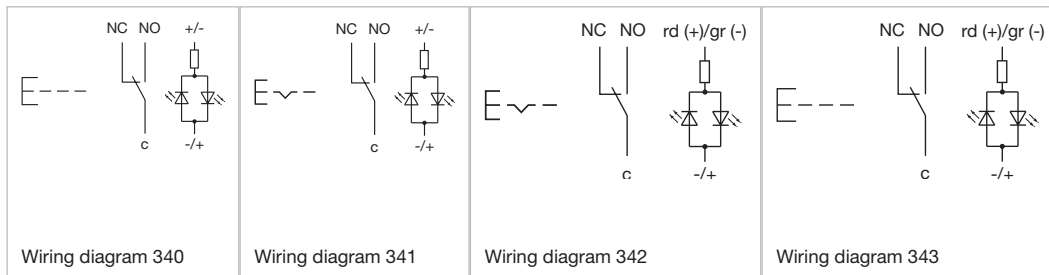 NC NO +/-
c -/+
Wiring diagram 340
NC NO +/-
c -/+
Wiring diagram 341
NC NO rd (+)/gr (-)
c -/+
Wiring diagram 342
NC NO rd (+)/gr (-)
c -/+
Wiring diagram 343